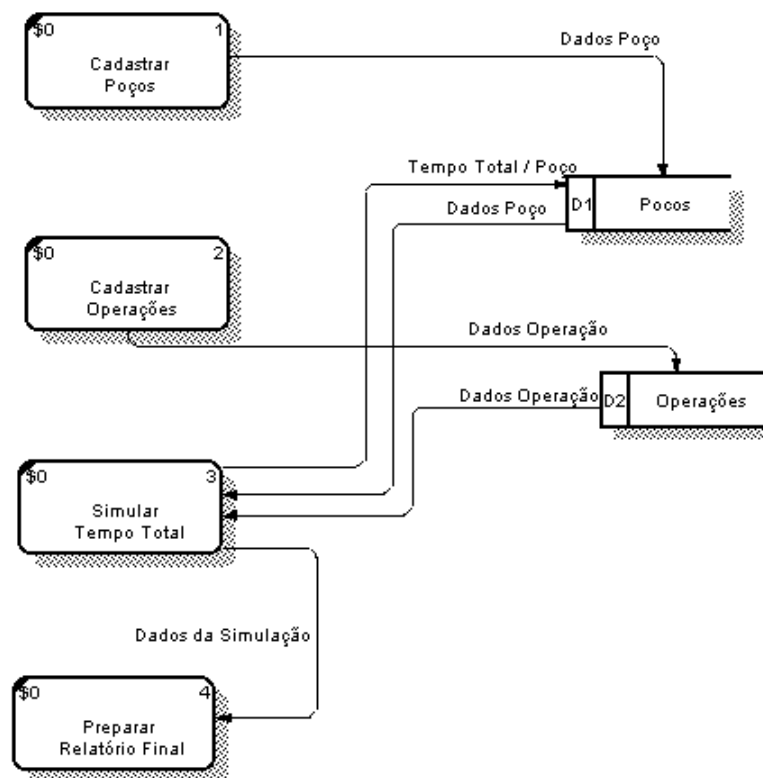 $0 1
Cadastrar
Poços
Dados Poço
Tempo Total / Poço
Dados Poço
D1 Pocos
$0 2
Cadastrar
Operações
Dados Operação
Dados Operação
D2 Operações
$0 3
Simular
Tempo Total
Dados da Simulação
$0 4
Preparar
Relatório Final